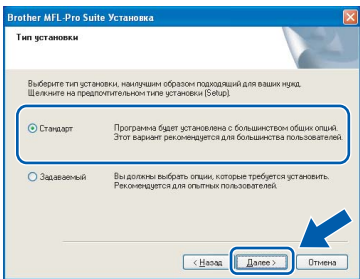 Brother MFL-Pro Suite Установка
Тип установки
Выберите тип установки, наилучшим образом подходящий для ваших нужд.
Щелкните на предпочтительном типе установки (Setup).
Стандарт
Программа будет установлена с большинством общих опций.
Этот вариант рекомендуется для большинства пользователей.
Задаваемый
Вы должны выбрать опции, которые требуется установить.
Рекомендуется для опытных пользователей.
< Назад
Далее >
Отмена